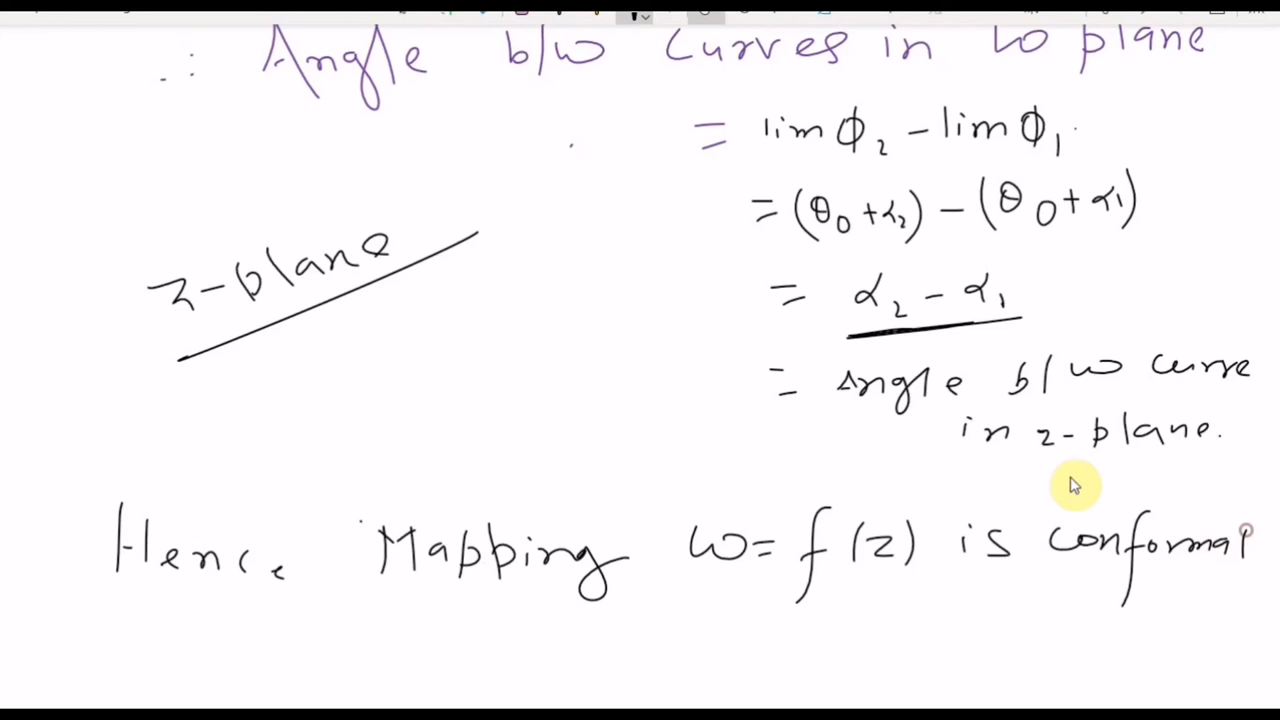 ∴ Angle b/w curves in w plane
= lim ϕ₂ - lim ϕ₁
= (θ₀ + α₂) - (θ₀ + α₁)
z-plane
= α₂ - α₁
= Angle b/w curve
in z-plane.
Hence Mapping w = f(z) is conformal